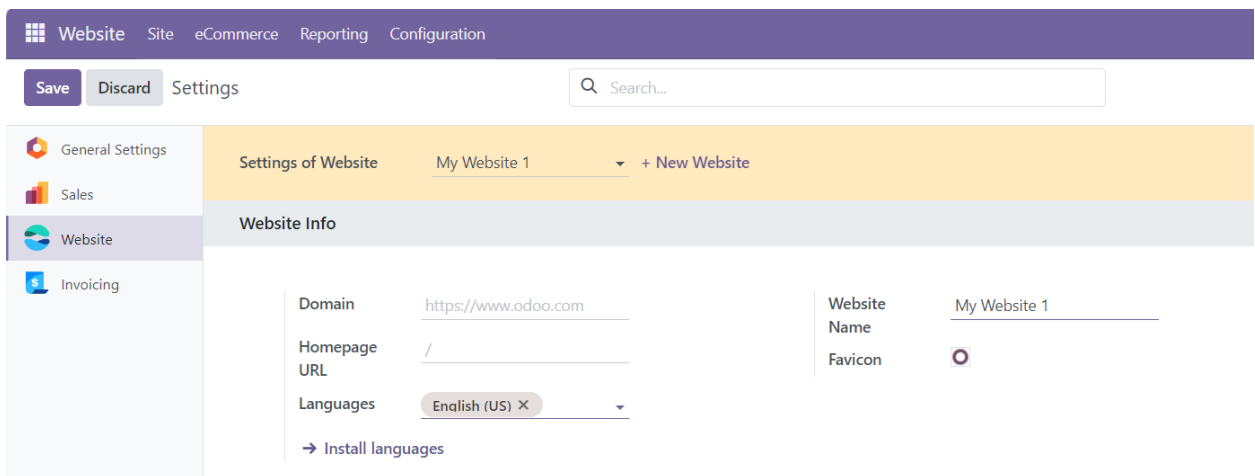 Website Site eCommerce Reporting Configuration
Save Discard Settings Search...
General Settings
Sales
Website
Invoicing
Settings of Website My Website 1 + New Website
Website Info
Domain https://www.odoo.com
Homepage
URL /
Languages English (US) ×
→ Install languages
Website
Name My Website 1
Favicon